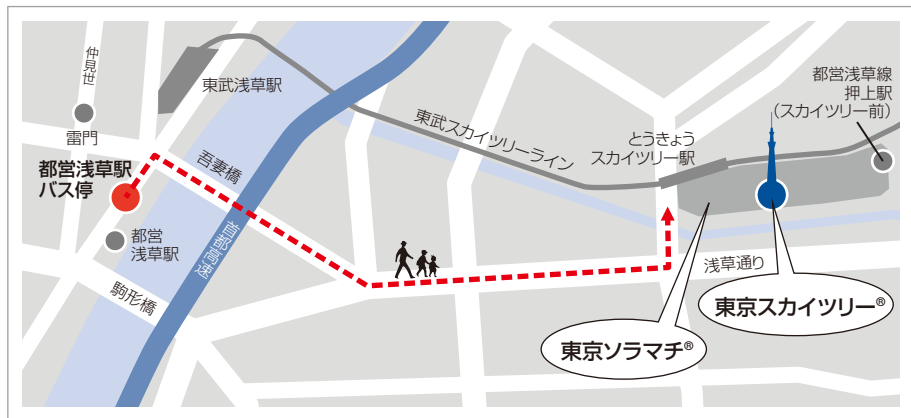 仲見世
雷門
都営浅草駅
バス停
都営
浅草駅
駒形橋
東武浅草駅
吾妻橋
首都高速
東武スカイツリーライン
とうきょう
スカイツリー駅
都営浅草線
押上駅
(スカイツリー前)
浅草通り
東京スカイツリー®
東京ソラマチ®